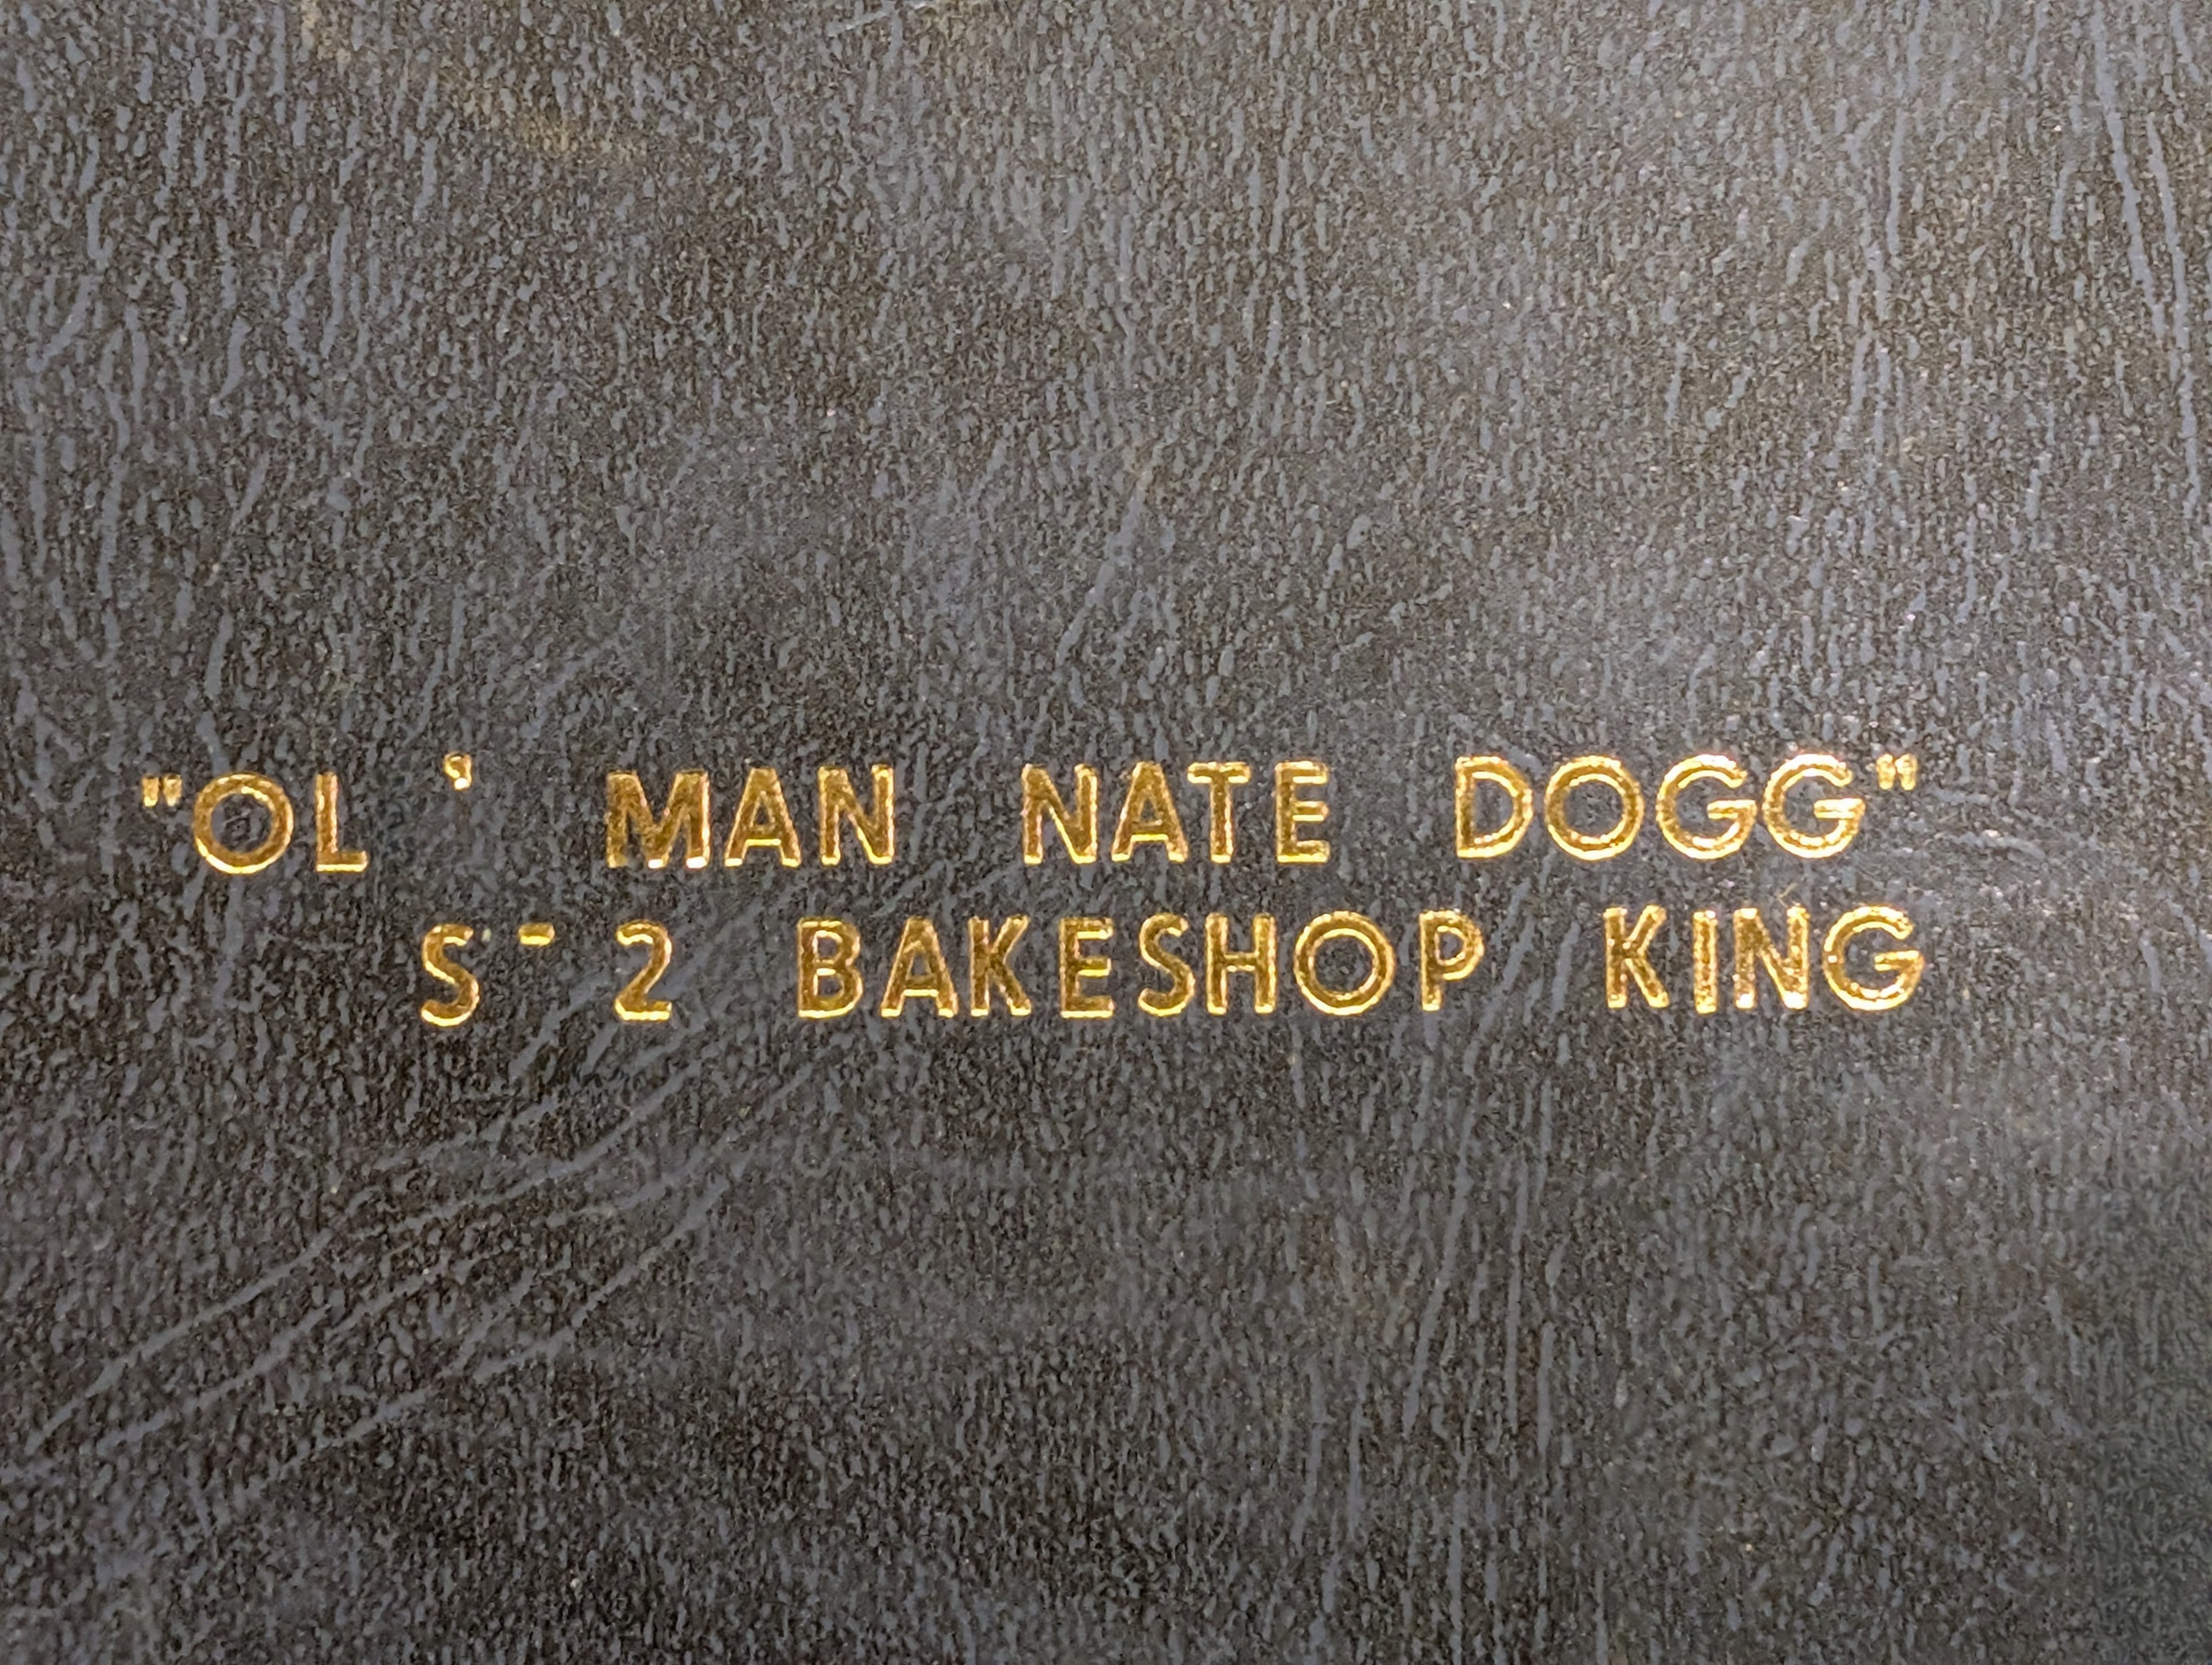 "OL ' MAN NATE DOGG"
S - 2 BAKESHOP KING